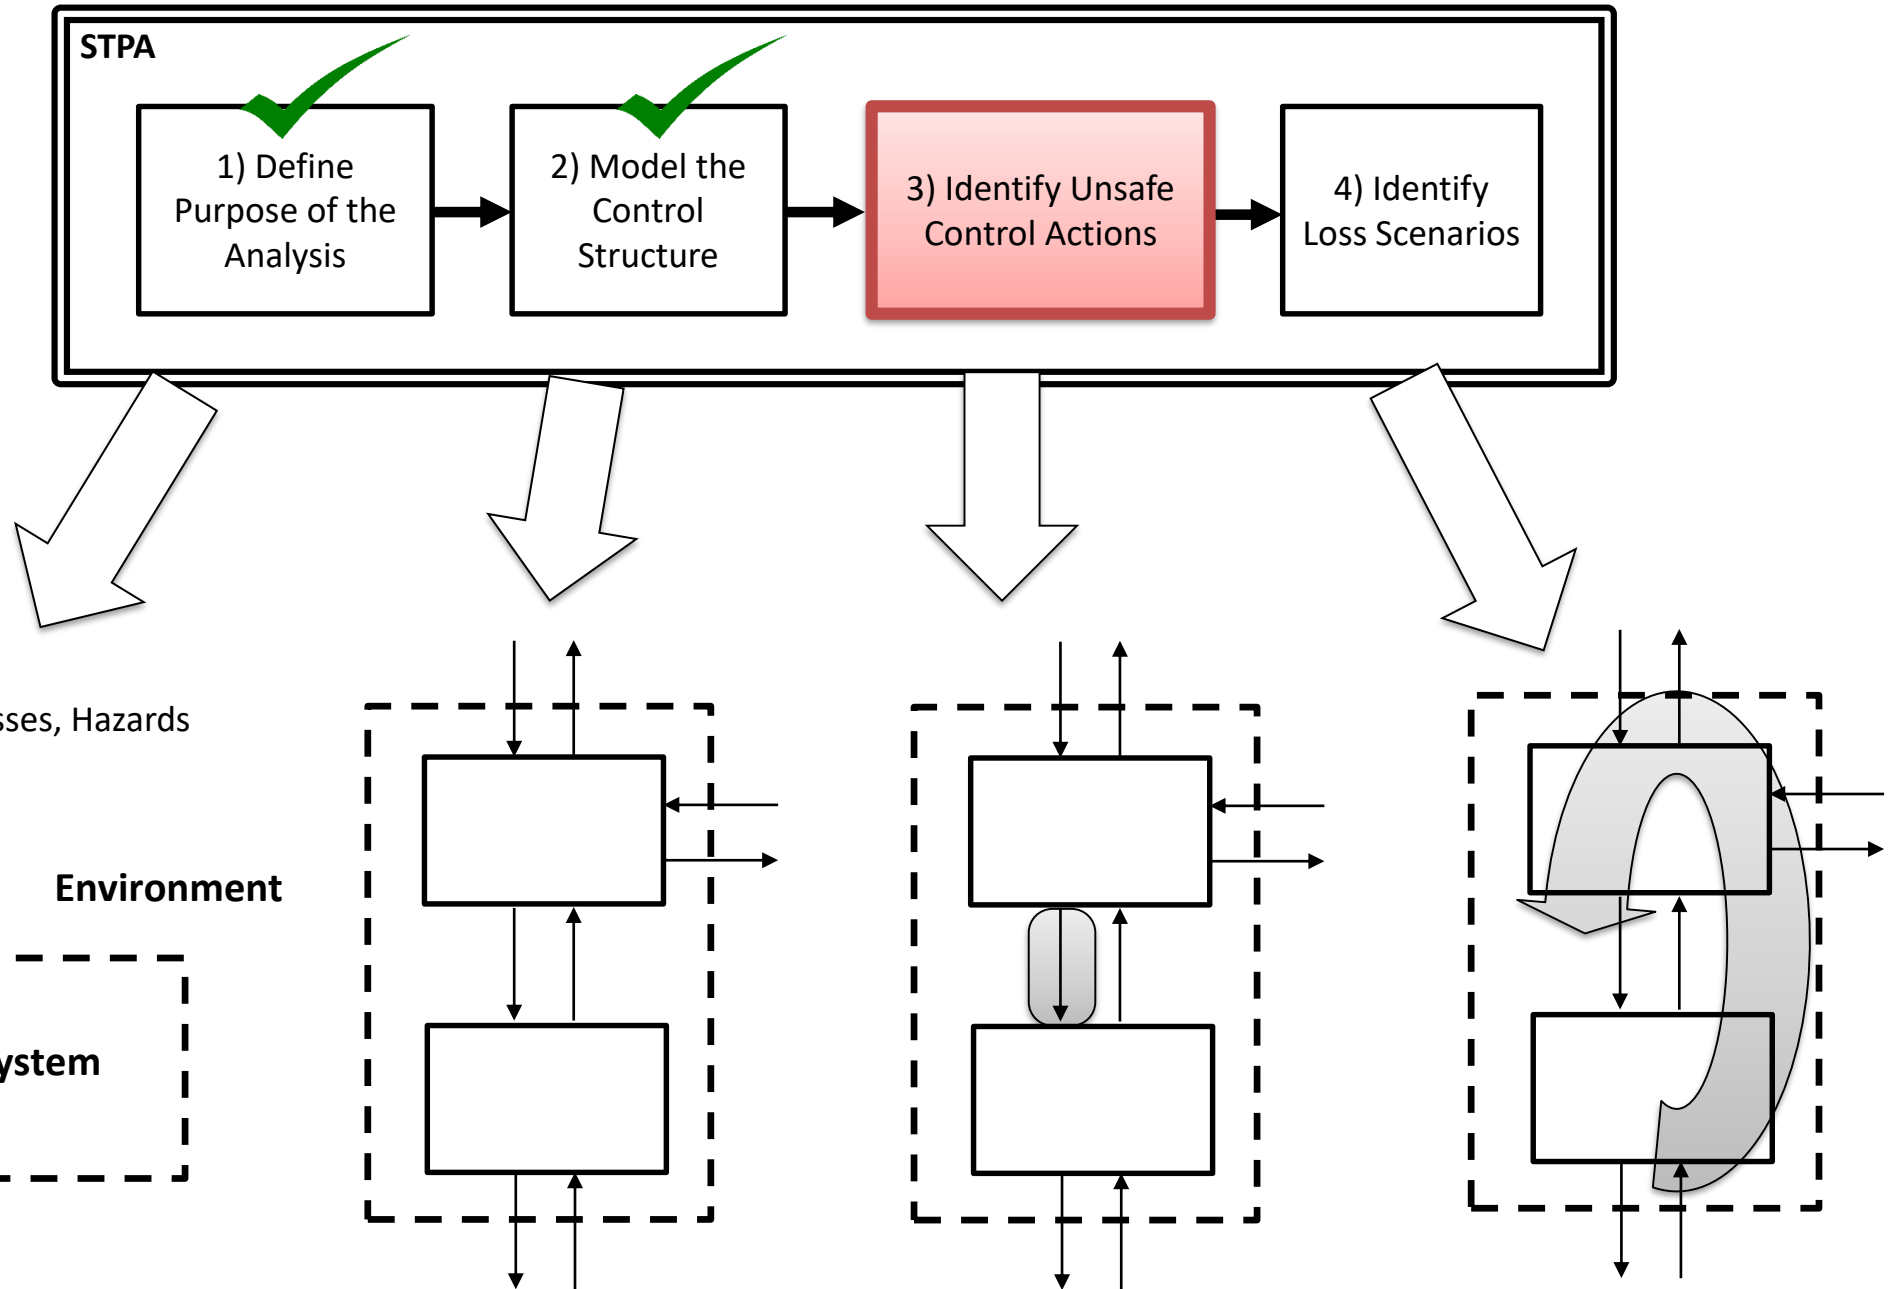 STPA
1) Define
Purpose of the
Analysis
2) Model the
Control
Structure
3) Identify Unsafe
Control Actions
4) Identify
Loss Scenarios
sses, Hazards
Environment
ystem